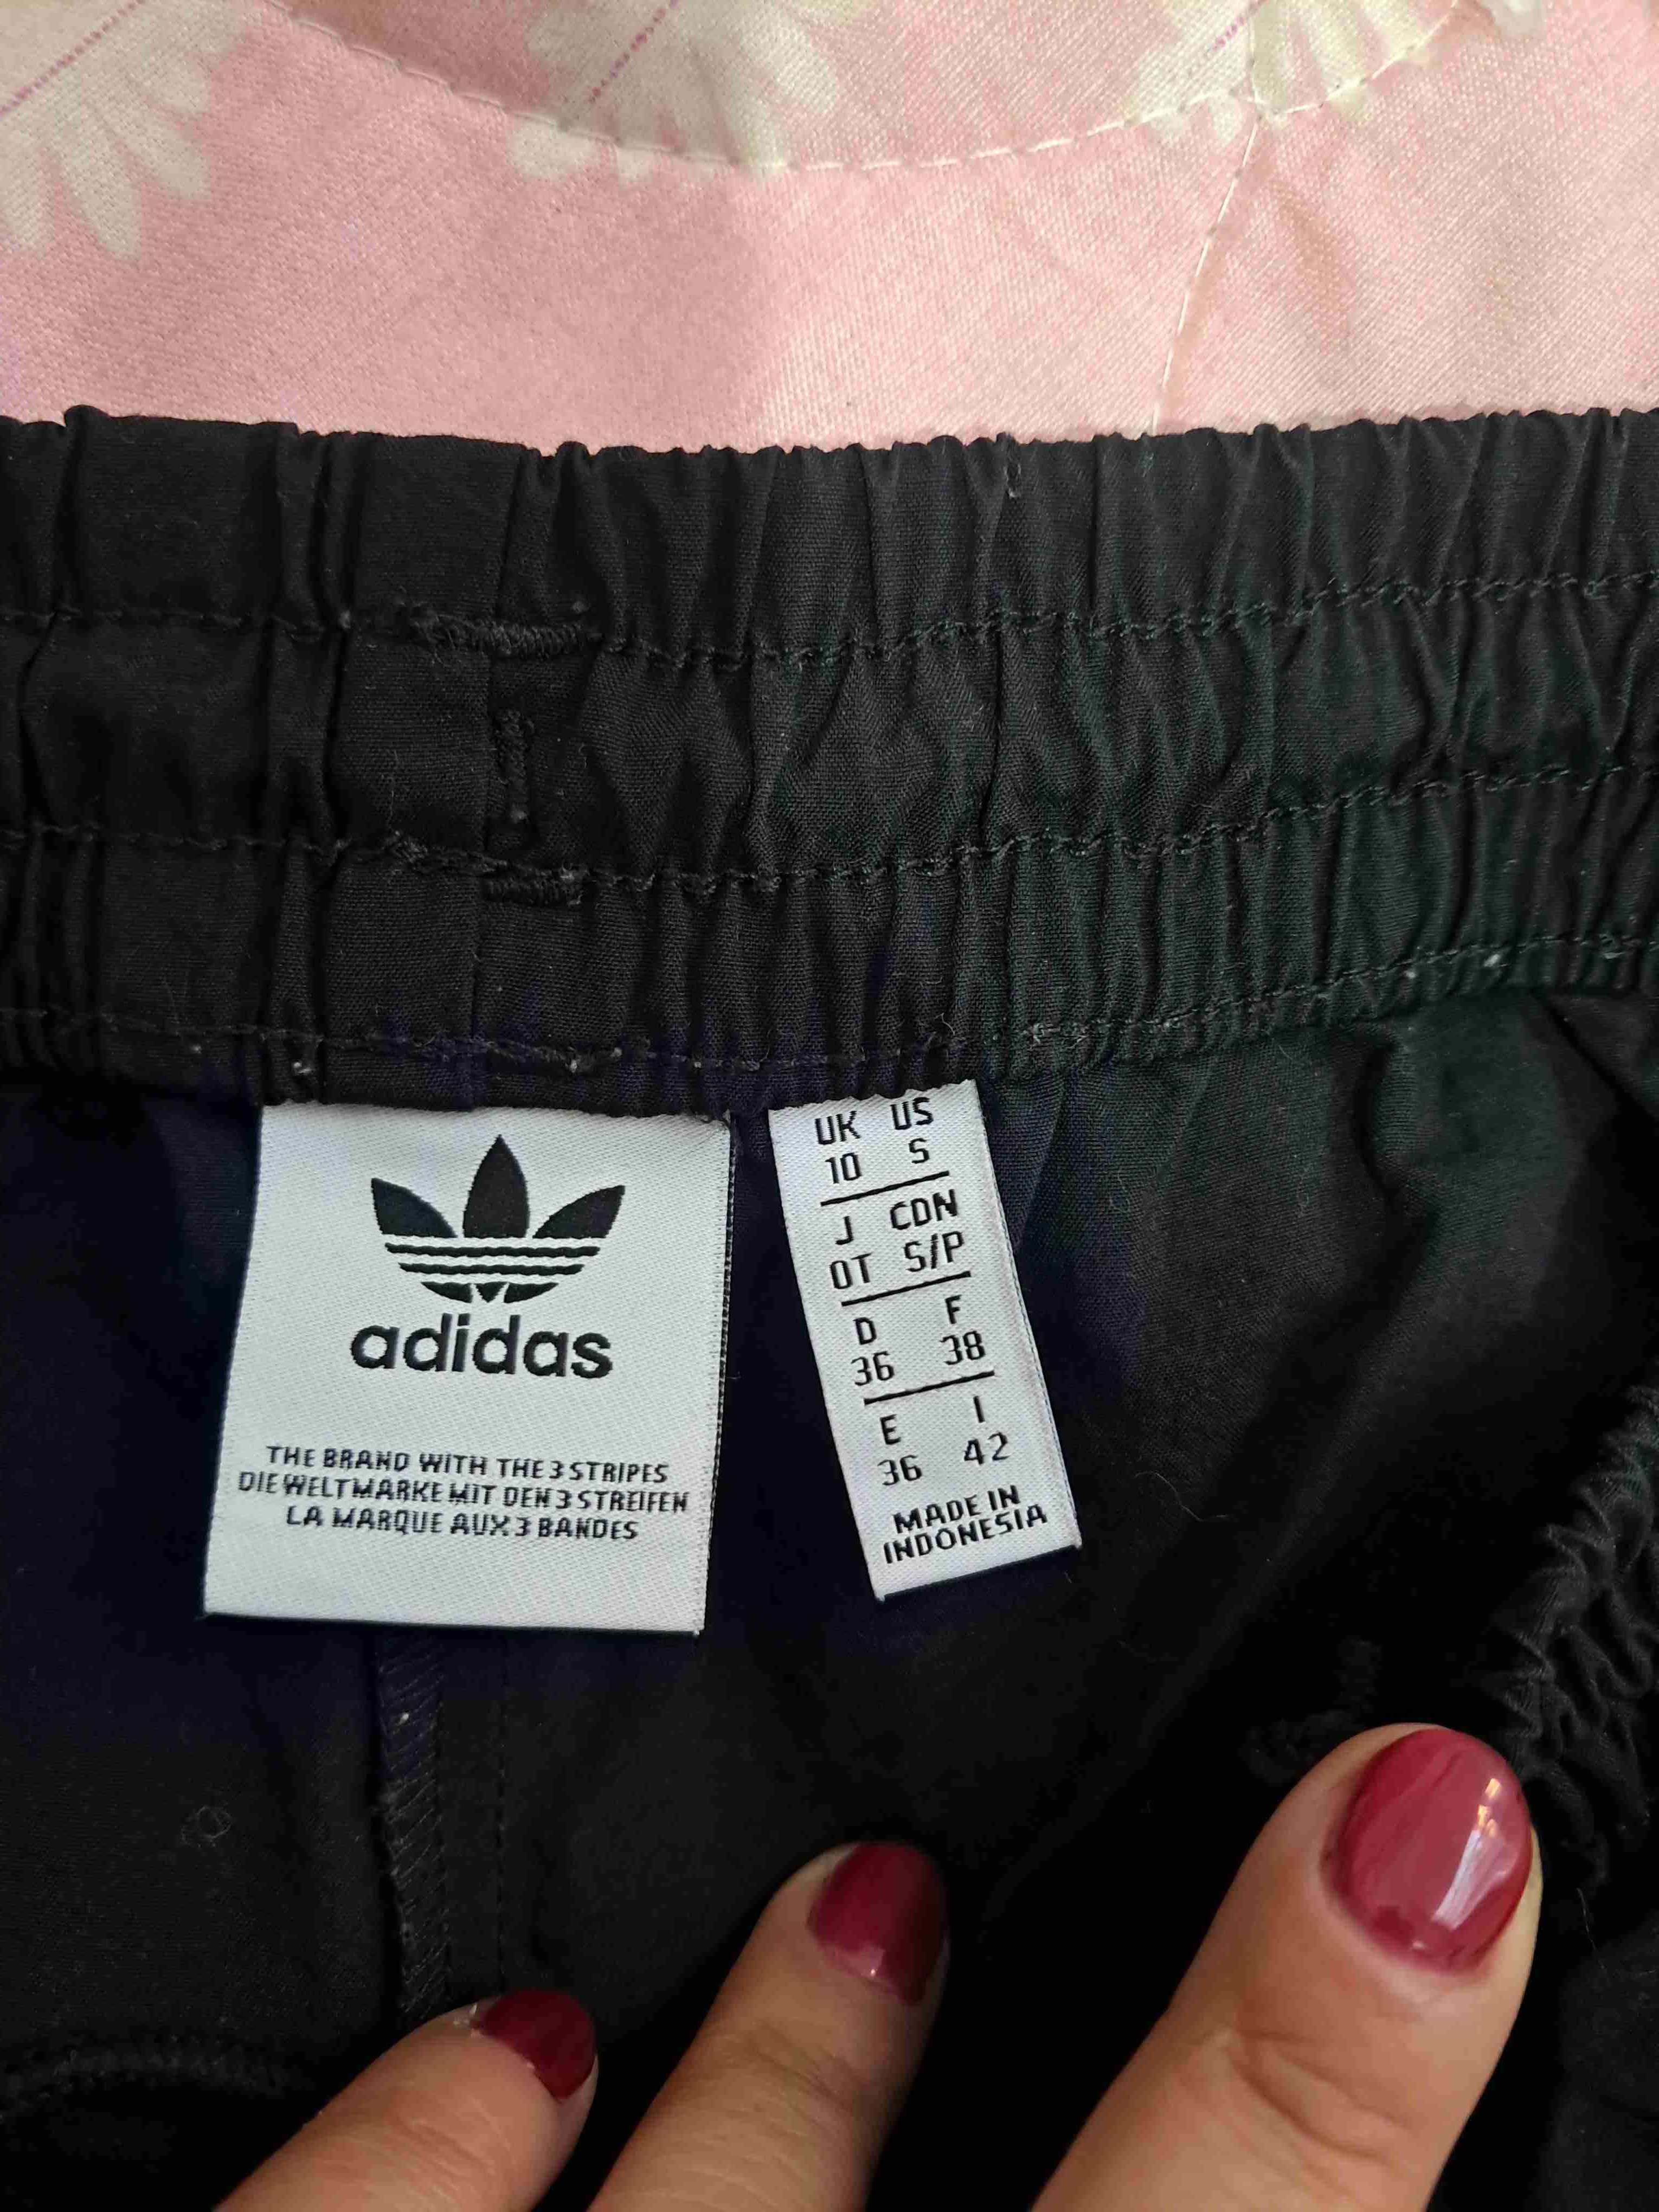 adidas
THE BRAND WITH THE 3 STRIPES
DIE WELTMARKE MIT DEN 3 STREIFEN
LA MARQUE AUX 3 BANDES
UK US
10 S
J CDN
OT S/P
D F
36 38
E I
36 42
MADE IN
INDONESIA